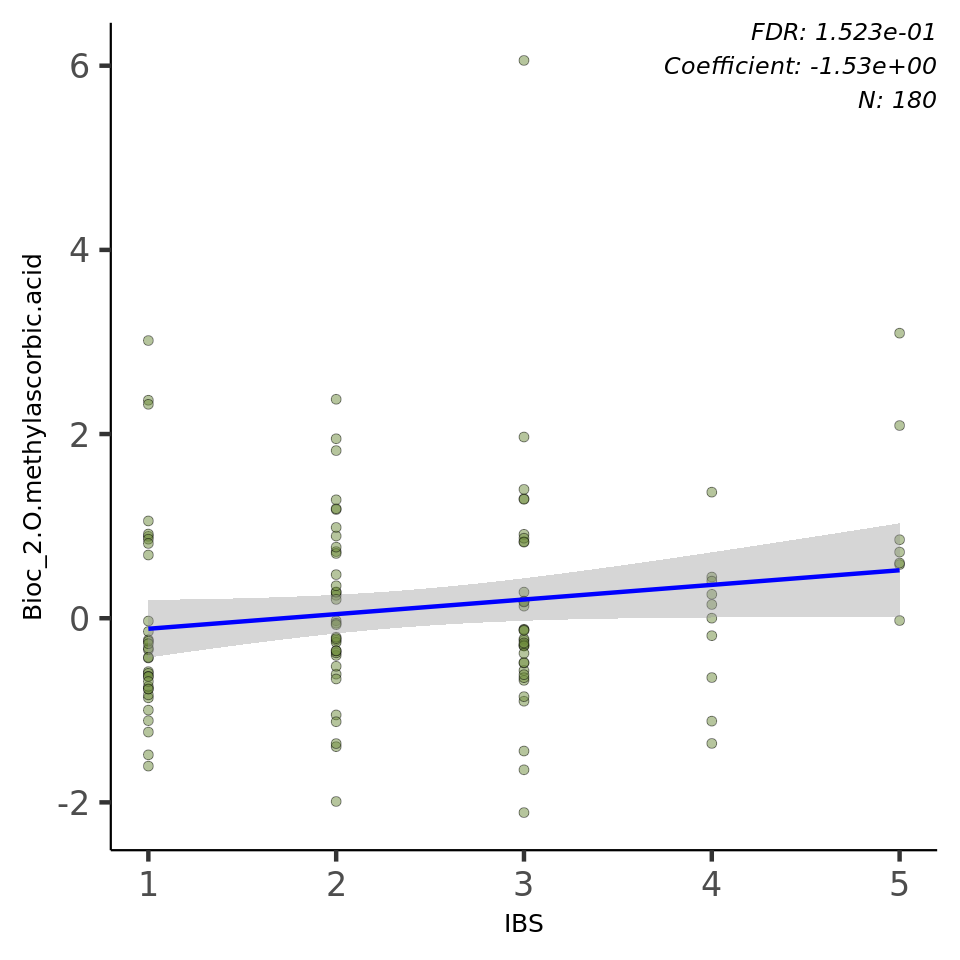 FDR: 1.523e-01
Coefficient: -1.53e+00
N: 180
6
4
2
0
-2
Bioc_2.O.methylascorbic.acid
1 2 3 4 5
IBS